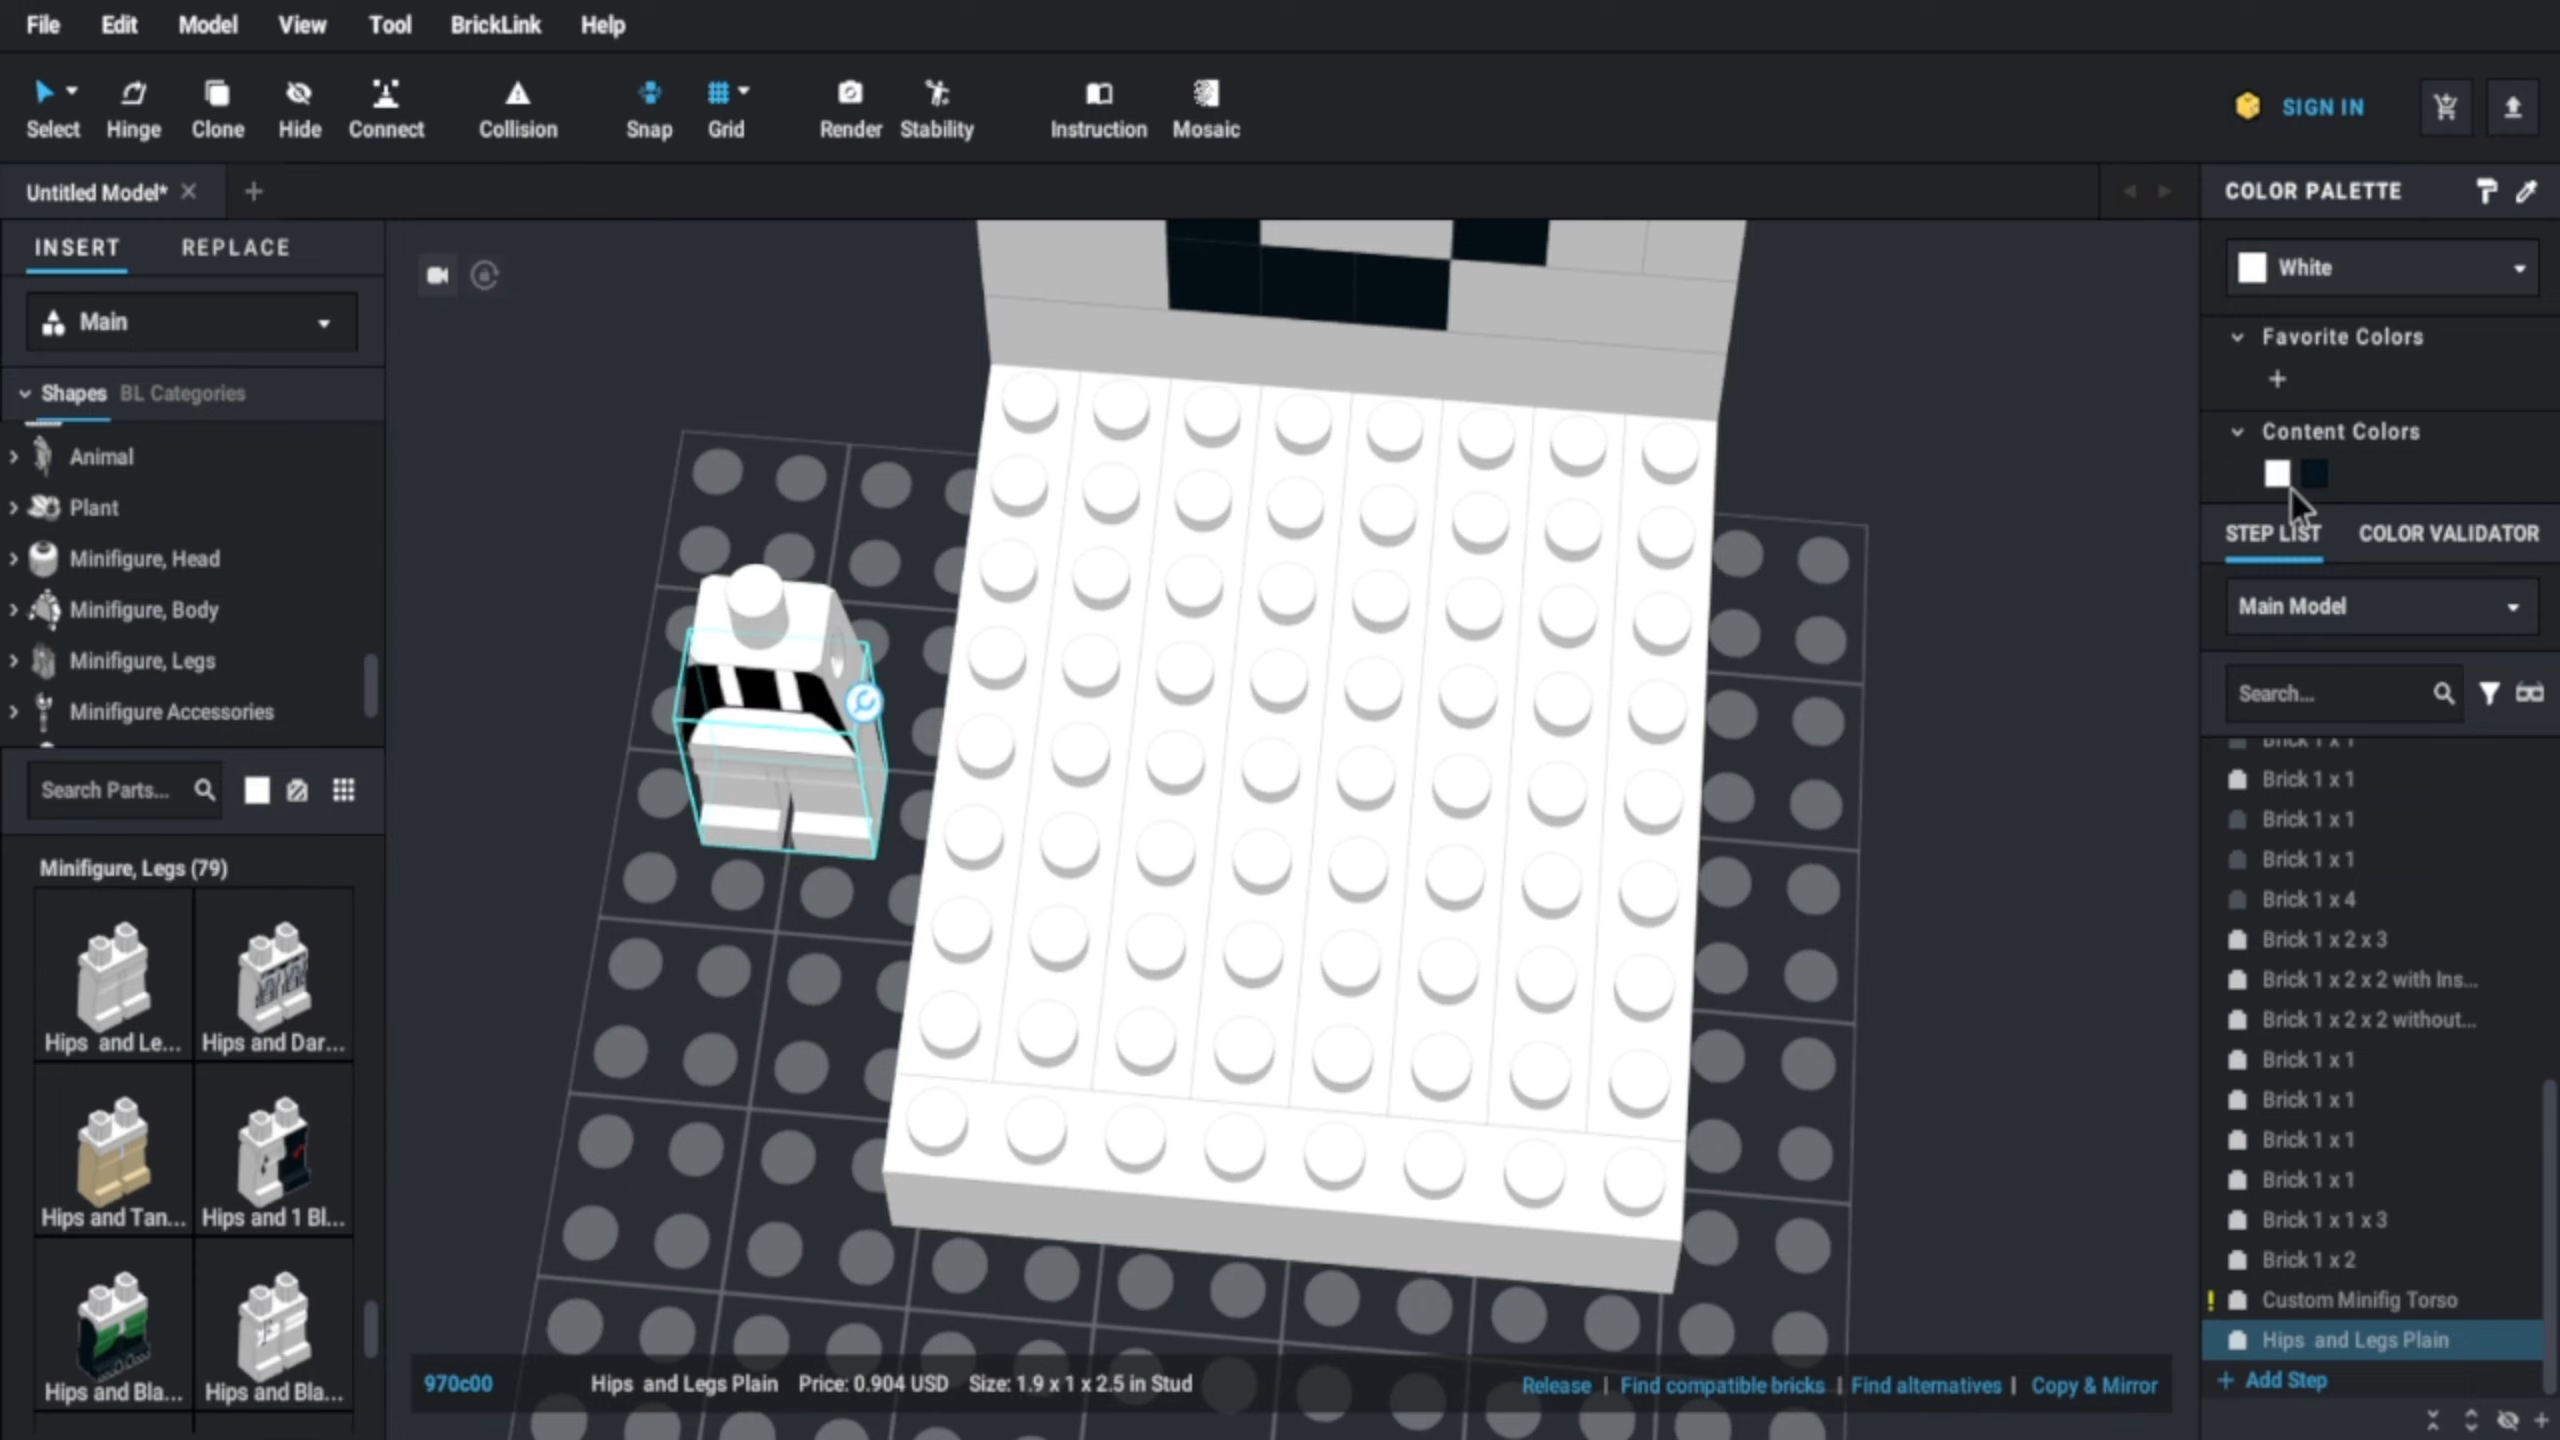 File Edit Model View Tool BrickLink Help
Select Hinge Clone Hide Connect Collision Snap Grid Render Stability Instruction Mosaic SIGN IN
Untitled Model*
INSERT REPLACE
Main
Shapes BL Categories
Animal
Plant
Minifigure, Head
Minifigure, Body
Minifigure, Legs
Minifigure Accessories
Search Parts...
Minifigure, Legs (79)
Hips and Le... Hips and Dar...
Hips and Tan... Hips and 1 Bl...
Hips and Bla... Hips and Bla...
970c00 Hips and Legs Plain Price: 0.904 USD Size: 1.9 x 1 x 2.5 in Stud
Release | Find compatible bricks | Find alternatives | Copy & Mirror
COLOR PALETTE
White
Favorite Colors
Content Colors
STEP LIST COLOR VALIDATOR
Main Model
Search...
Brick 1 x 1
Brick 1 x 1
Brick 1 x 1
Brick 1 x 1
Brick 1 x 4
Brick 1 x 2 x 3
Brick 1 x 2 x 2 with Ins...
Brick 1 x 2 x 2 without...
Brick 1 x 1
Brick 1 x 1
Brick 1 x 1
Brick 1 x 1
Brick 1 x 1 x 3
Brick 1 x 2
Custom Minifig Torso
Hips and Legs Plain
+ Add Step